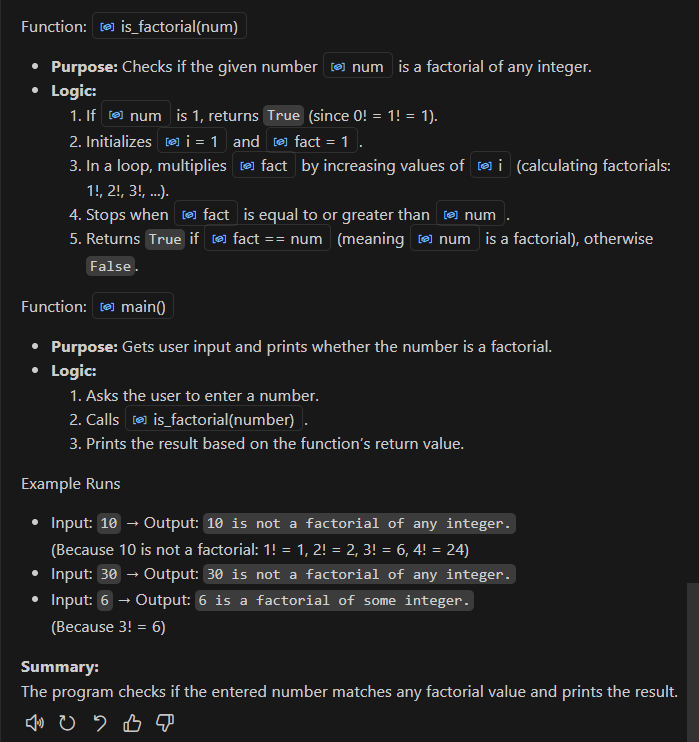 Function: is_factorial(num)
Purpose: Checks if the given number num is a factorial of any integer.
Logic:
1. If num is 1, returns True (since 0! = 1! = 1).
2. Initializes i = 1 and fact = 1 .
3. In a loop, multiplies fact by increasing values of i (calculating factorials:
1!, 2!, 3!, ...).
4. Stops when fact is equal to or greater than num .
5. Returns True if fact == num (meaning num is a factorial), otherwise
False.
Function: main()
Purpose: Gets user input and prints whether the number is a factorial.
Logic:
1. Asks the user to enter a number.
2. Calls is_factorial(number) .
3. Prints the result based on the function's return value.
Example Runs
Input: 10 → Output: 10 is not a factorial of any integer.
(Because 10 is not a factorial: 1! = 1, 2! = 2, 3! = 6, 4! = 24)
Input: 30 → Output: 30 is not a factorial of any integer.
Input: 6 → Output: 6 is a factorial of some integer.
(Because 3! = 6)
Summary:
The program checks if the entered number matches any factorial value and prints the result.